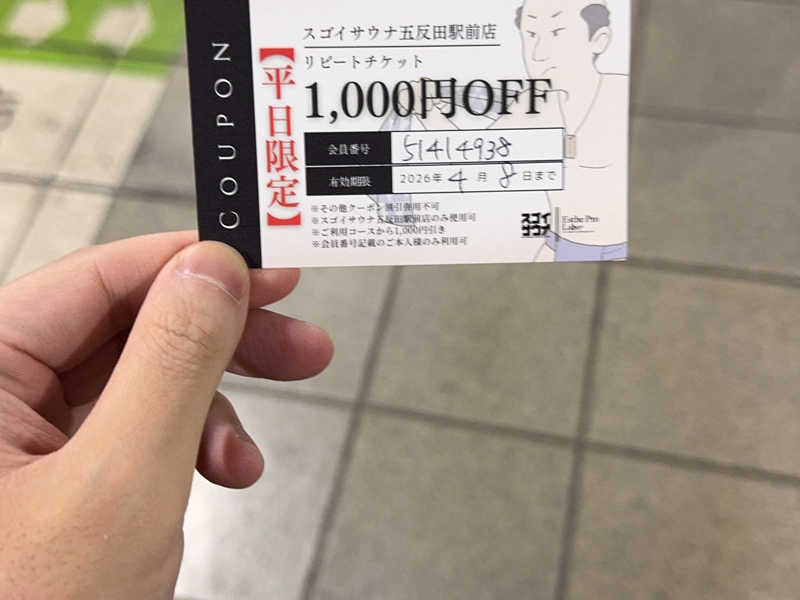 COUPON
【平日限定】
スゴイサウナ五反田駅前店
リピートチケット
1,000円OFF
会員番号 51414938
有効期限 2026年 4 月 8 日まで
※その他クーポン・割引併用不可
※スゴイサウナ五反田駅前店のみ使用可
※ご利用コースから1,000円引き
※会員番号記載のご本人様のみ利用可
スゴイサウナ
Esthe Pro Labo